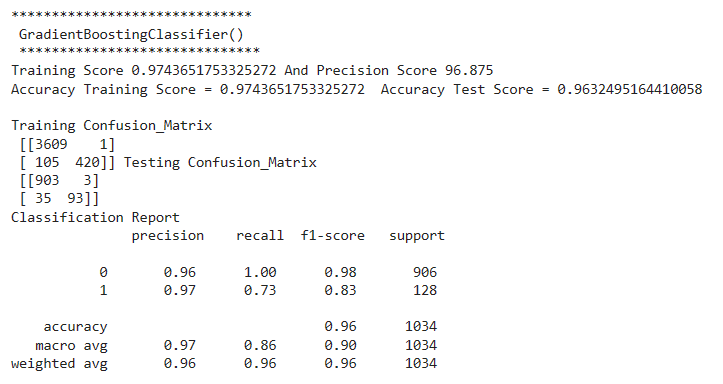 ******************************
GradientBoostingClassifier()
******************************
Training Score 0.9743651753325272 And Precision Score 96.875
Accuracy Training Score = 0.9743651753325272  Accuracy Test Score = 0.9632495164410058
Training Confusion_Matrix
[[3609    1]
[ 105  420]] Testing Confusion_Matrix
[[903   3]
[ 35  93]]
Classification Report
precision    recall  f1-score   support
0       0.96      1.00      0.98       906
1       0.97      0.73      0.83       128
accuracy                           0.96      1034
macro avg       0.97      0.86      0.90      1034
weighted avg       0.96      0.96      0.96      1034